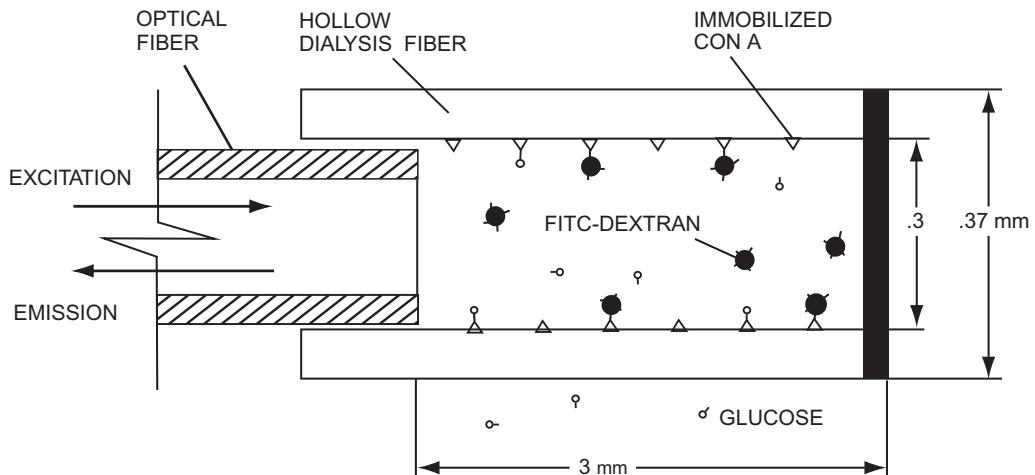 OPTICAL
FIBER
HOLLOW
DIALYSIS FIBER
IMMOBILIZED
CON A
EXCITATION
FITC-DEXTRAN
.3
.37 mm
EMISSION
GLUCOSE
3 mm